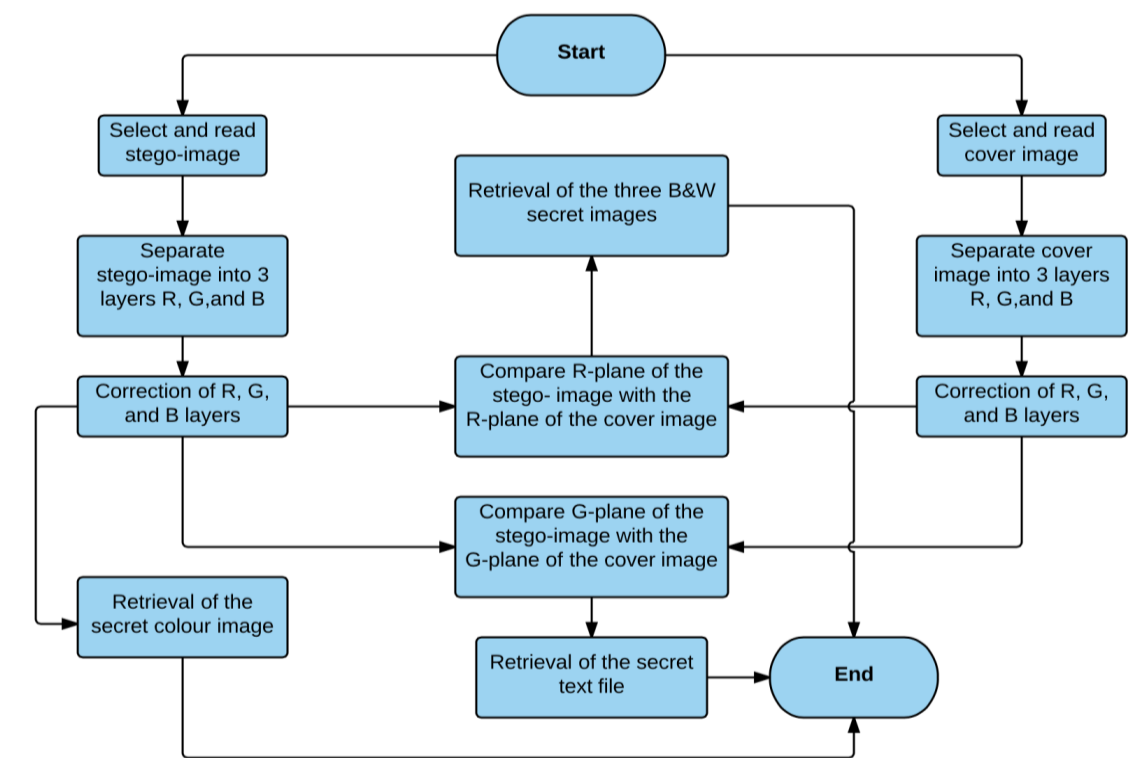 Start
Select and read
stego-image
Select and read
cover image
Retrieval of the three B&W
secret images
Separate
stego-image into 3
layers R, G,and B
Separate cover
image into 3 layers
R, G,and B
Correction of R, G,
and B layers
Compare R-plane of the
stego- image with the
R-plane of the cover image
Correction of R, G,
and B layers
Compare G-plane of the
stego-image with the
G-plane of the cover image
Retrieval of the
secret colour image
Retrieval of the secret
text file
End